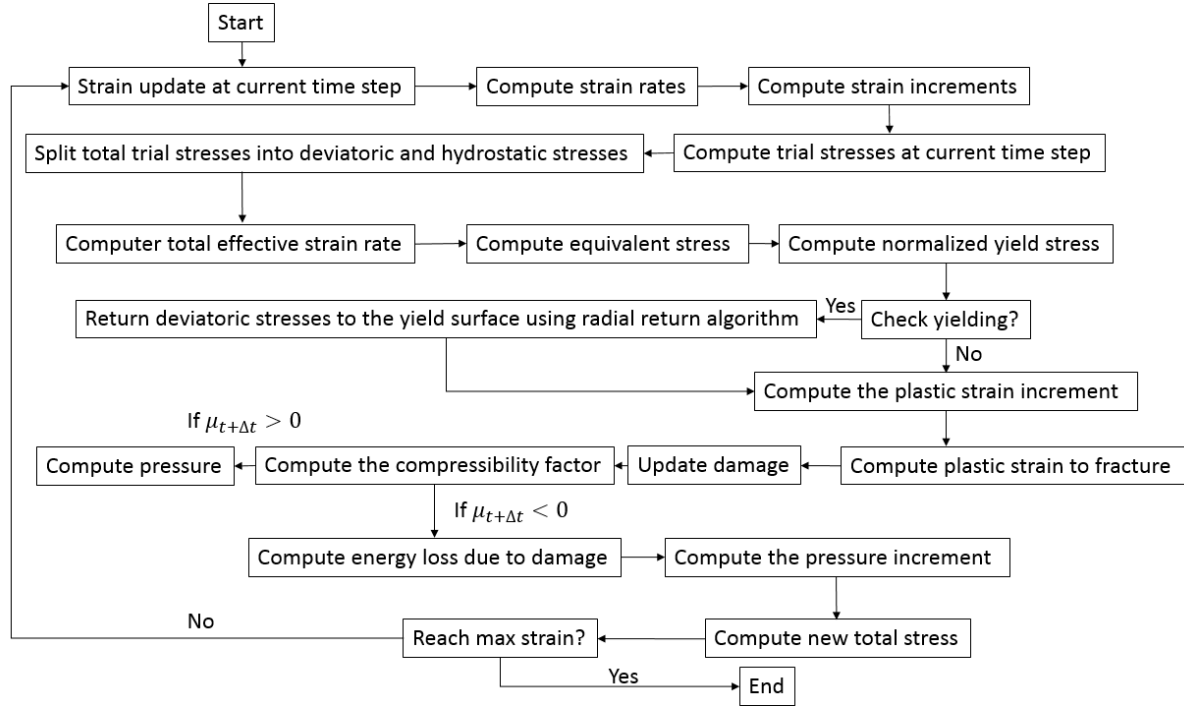 Start
Strain update at current time step
Compute strain rates
Compute strain increments
Split total trial stresses into deviatoric and hydrostatic stresses
Compute trial stresses at current time step
Computer total effective strain rate
Compute equivalent stress
Compute normalized yield stress
Return deviatoric stresses to the yield surface using radial return algorithm
Yes
Check yielding?
No
Compute the plastic strain increment
If μ_{t+Δt} > 0
Compute pressure
Compute the compressibility factor
Update damage
Compute plastic strain to fracture
If μ_{t+Δt} < 0
Compute energy loss due to damage
Compute the pressure increment
No
Reach max strain?
Compute new total stress
Yes
End